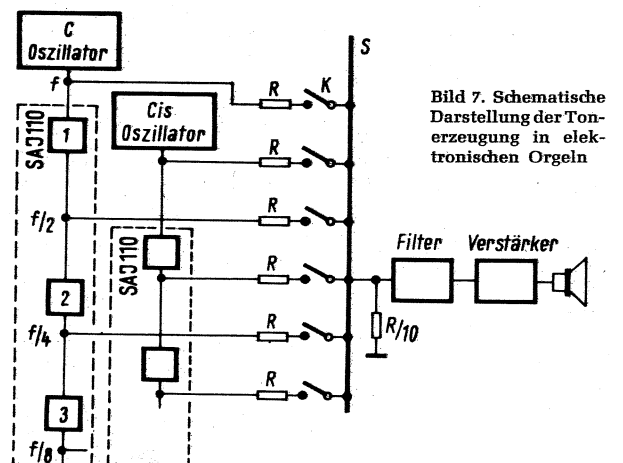 C
Oszillator
f
R
K
S
SAJ110
1
Cis
Oszillator
R
Bild 7. Schematische
Darstellung der Ton-
erzeugung in elek-
tronischen Orgeln
f/2
R
SAJ110
R
Filter
Verstärker
2
f/4
R
R/10
R
3
f/8